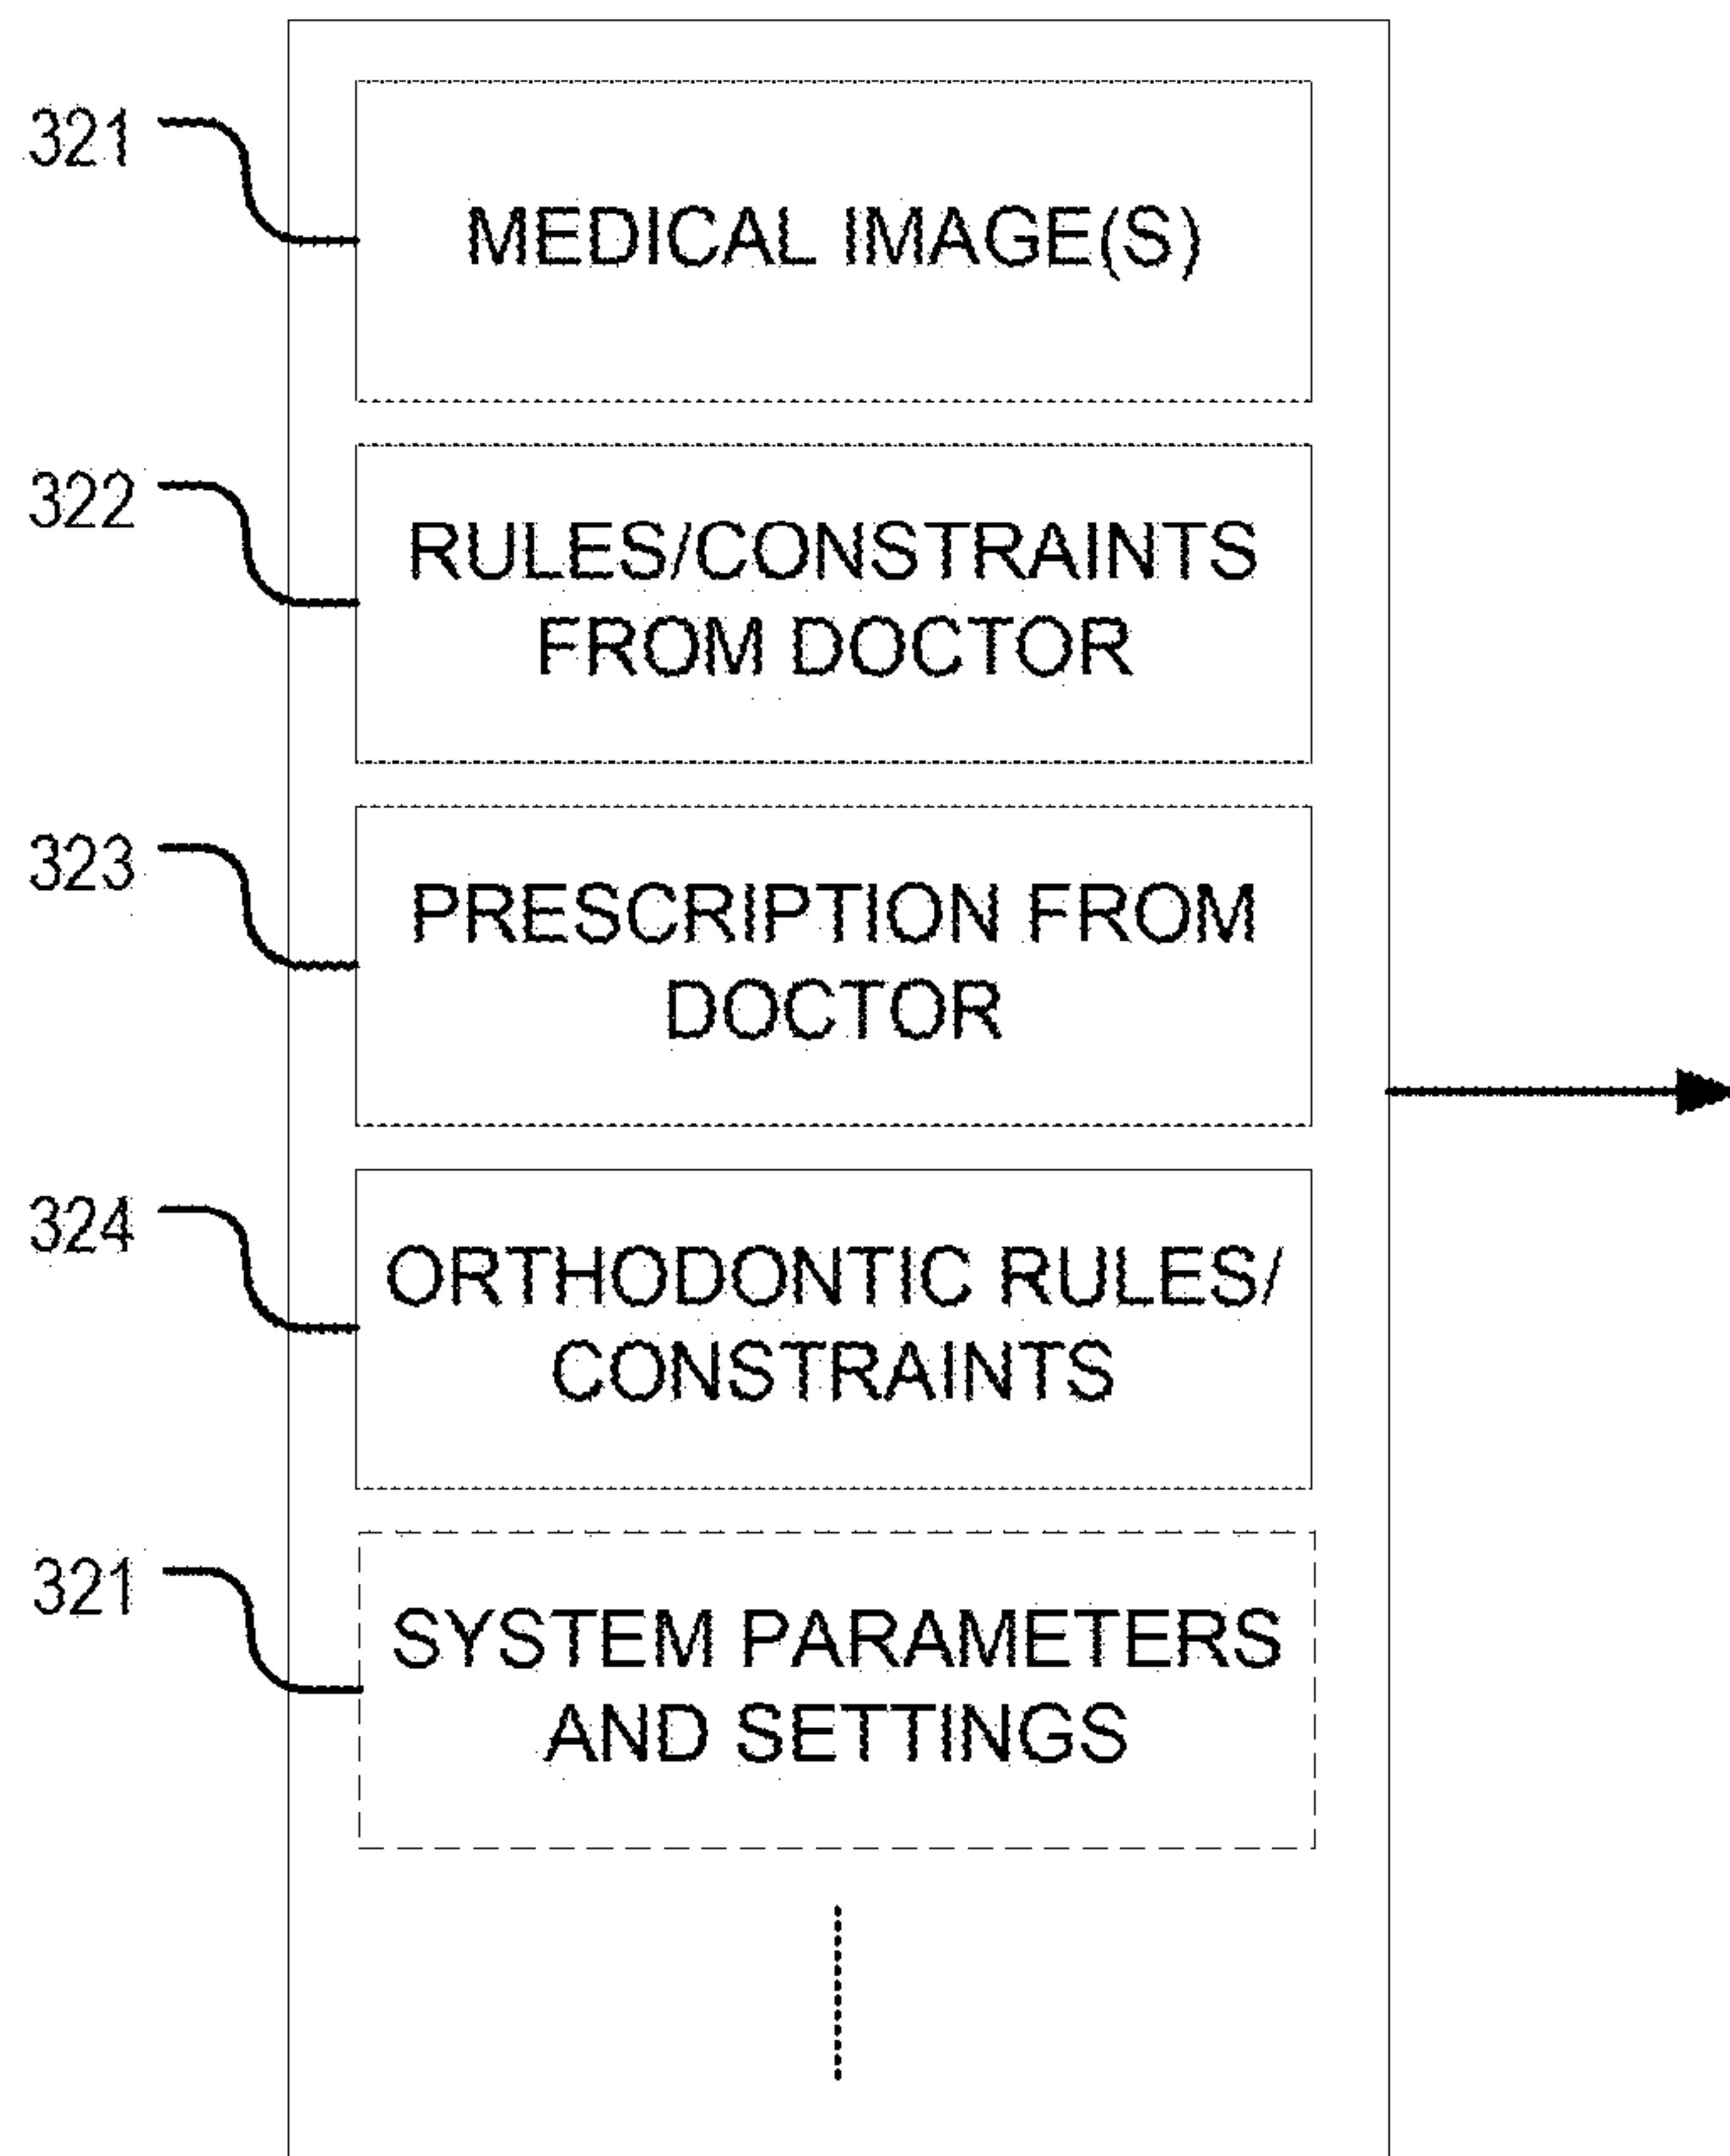 321
MEDICAL IMAGE(S)
322
RULES/CONSTRAINTS
FROM DOCTOR
323
PRESCRIPTION FROM
DOCTOR
324
ORTHODONTIC RULES/
CONSTRAINTS
321
SYSTEM PARAMETERS
AND SETTINGS